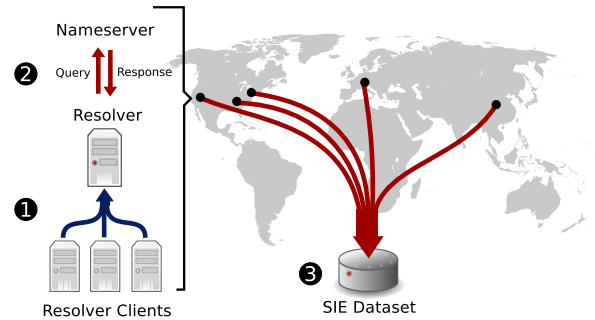 Nameserver
2
Query
Response
Resolver
1
Resolver Clients
3
SIE Dataset